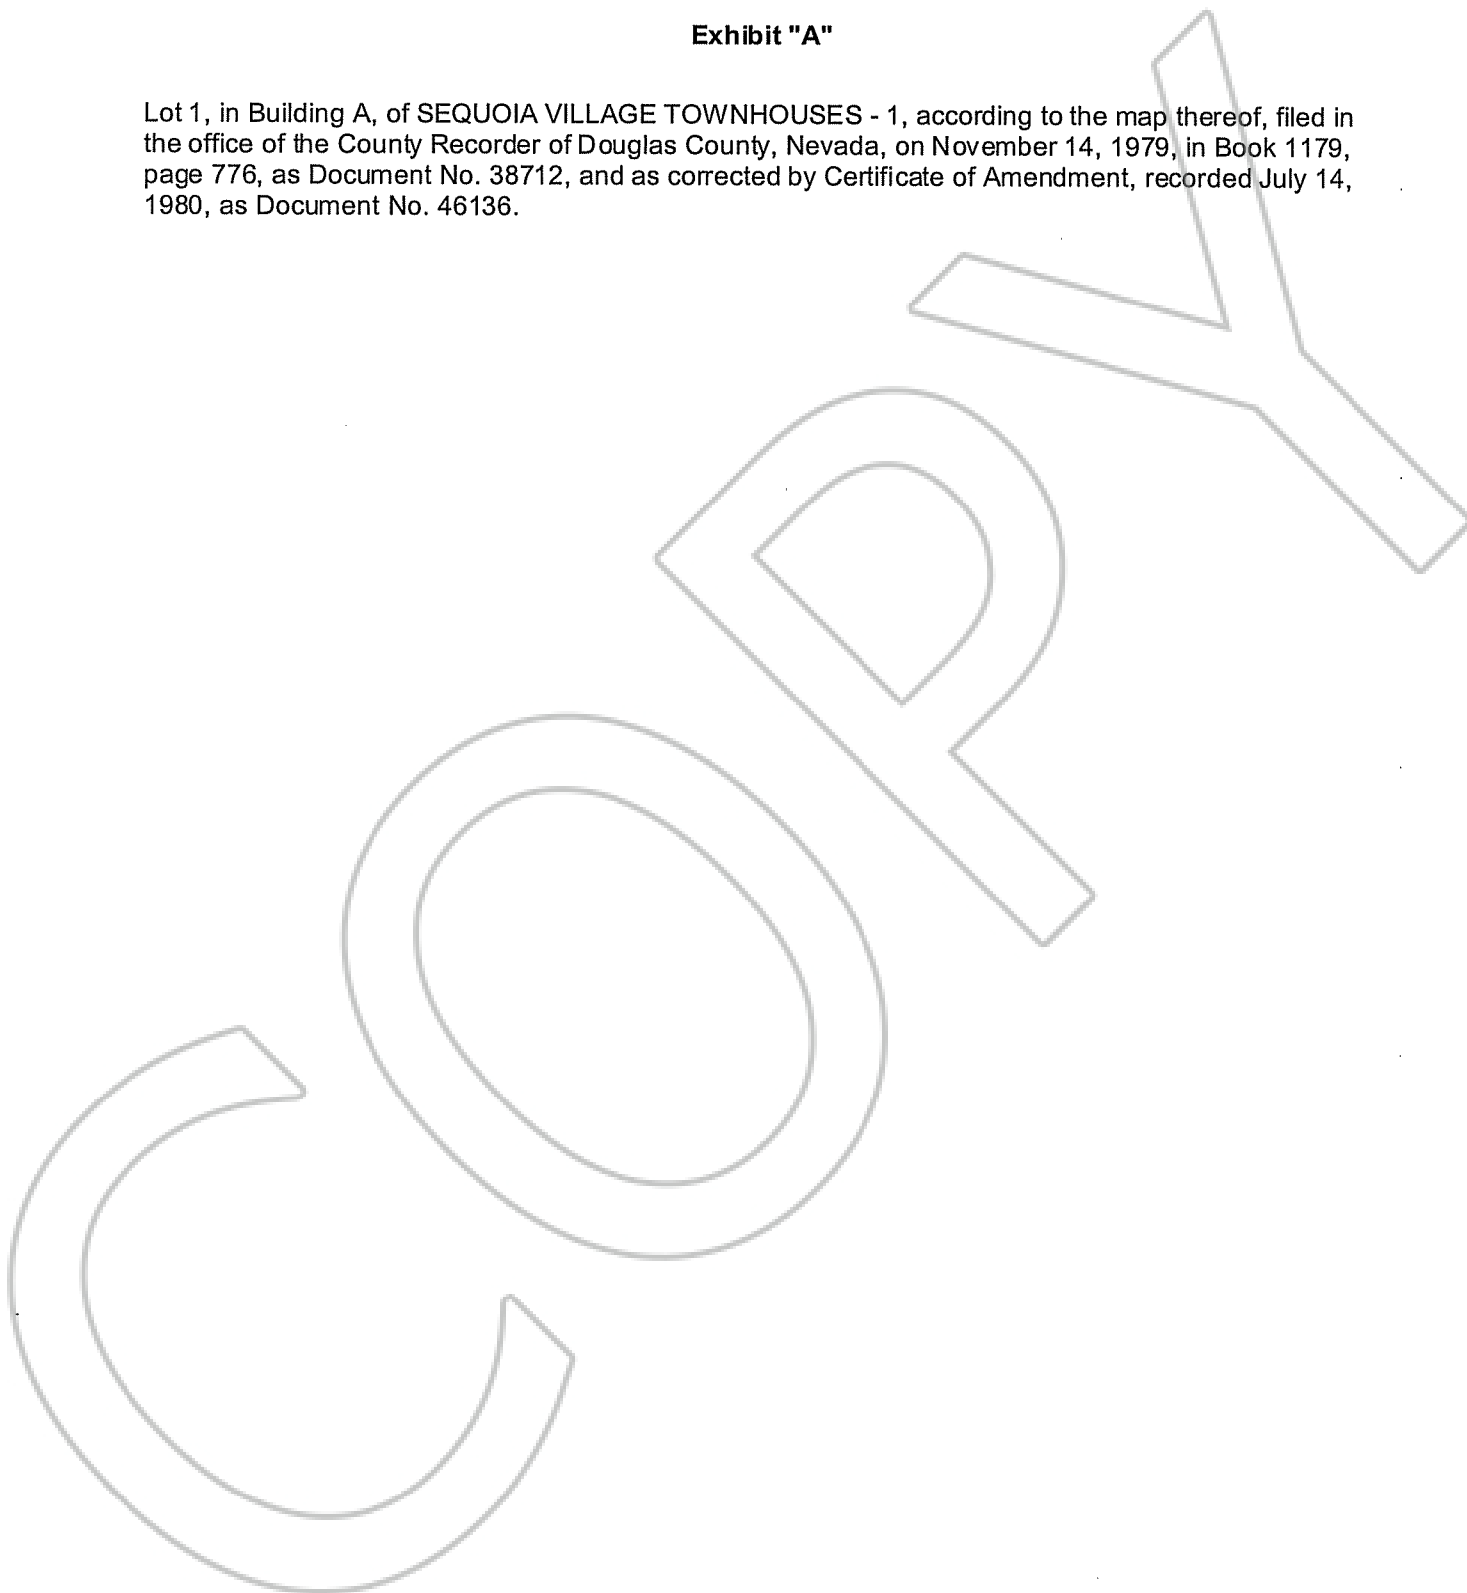 Exhibit "A"
Lot 1, in Building A, of SEQUOIA VILLAGE TOWNHOUSES - 1, according to the map thereof, filed in
the office of the County Recorder of Douglas County, Nevada, on November 14, 1979, in Book 1179,
page 776, as Document No. 38712, and as corrected by Certificate of Amendment, recorded July 14,
1980, as Document No. 46136.
COPY